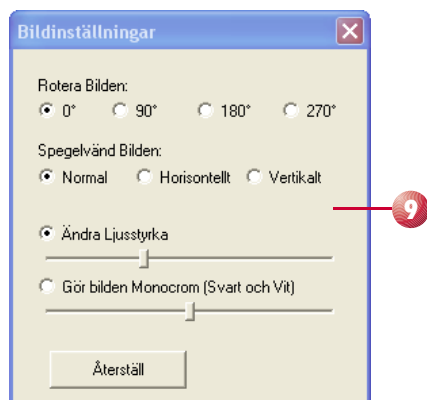 Bildinställningar
Rotera Bilden:
0° 90° 180° 270°
Spegelvänd Bilden:
Normal Horisontellt Vertikalt
9
Ändra Ljusstyrka
Gör bilden Monocrom (Svart och Vit)
Återställ